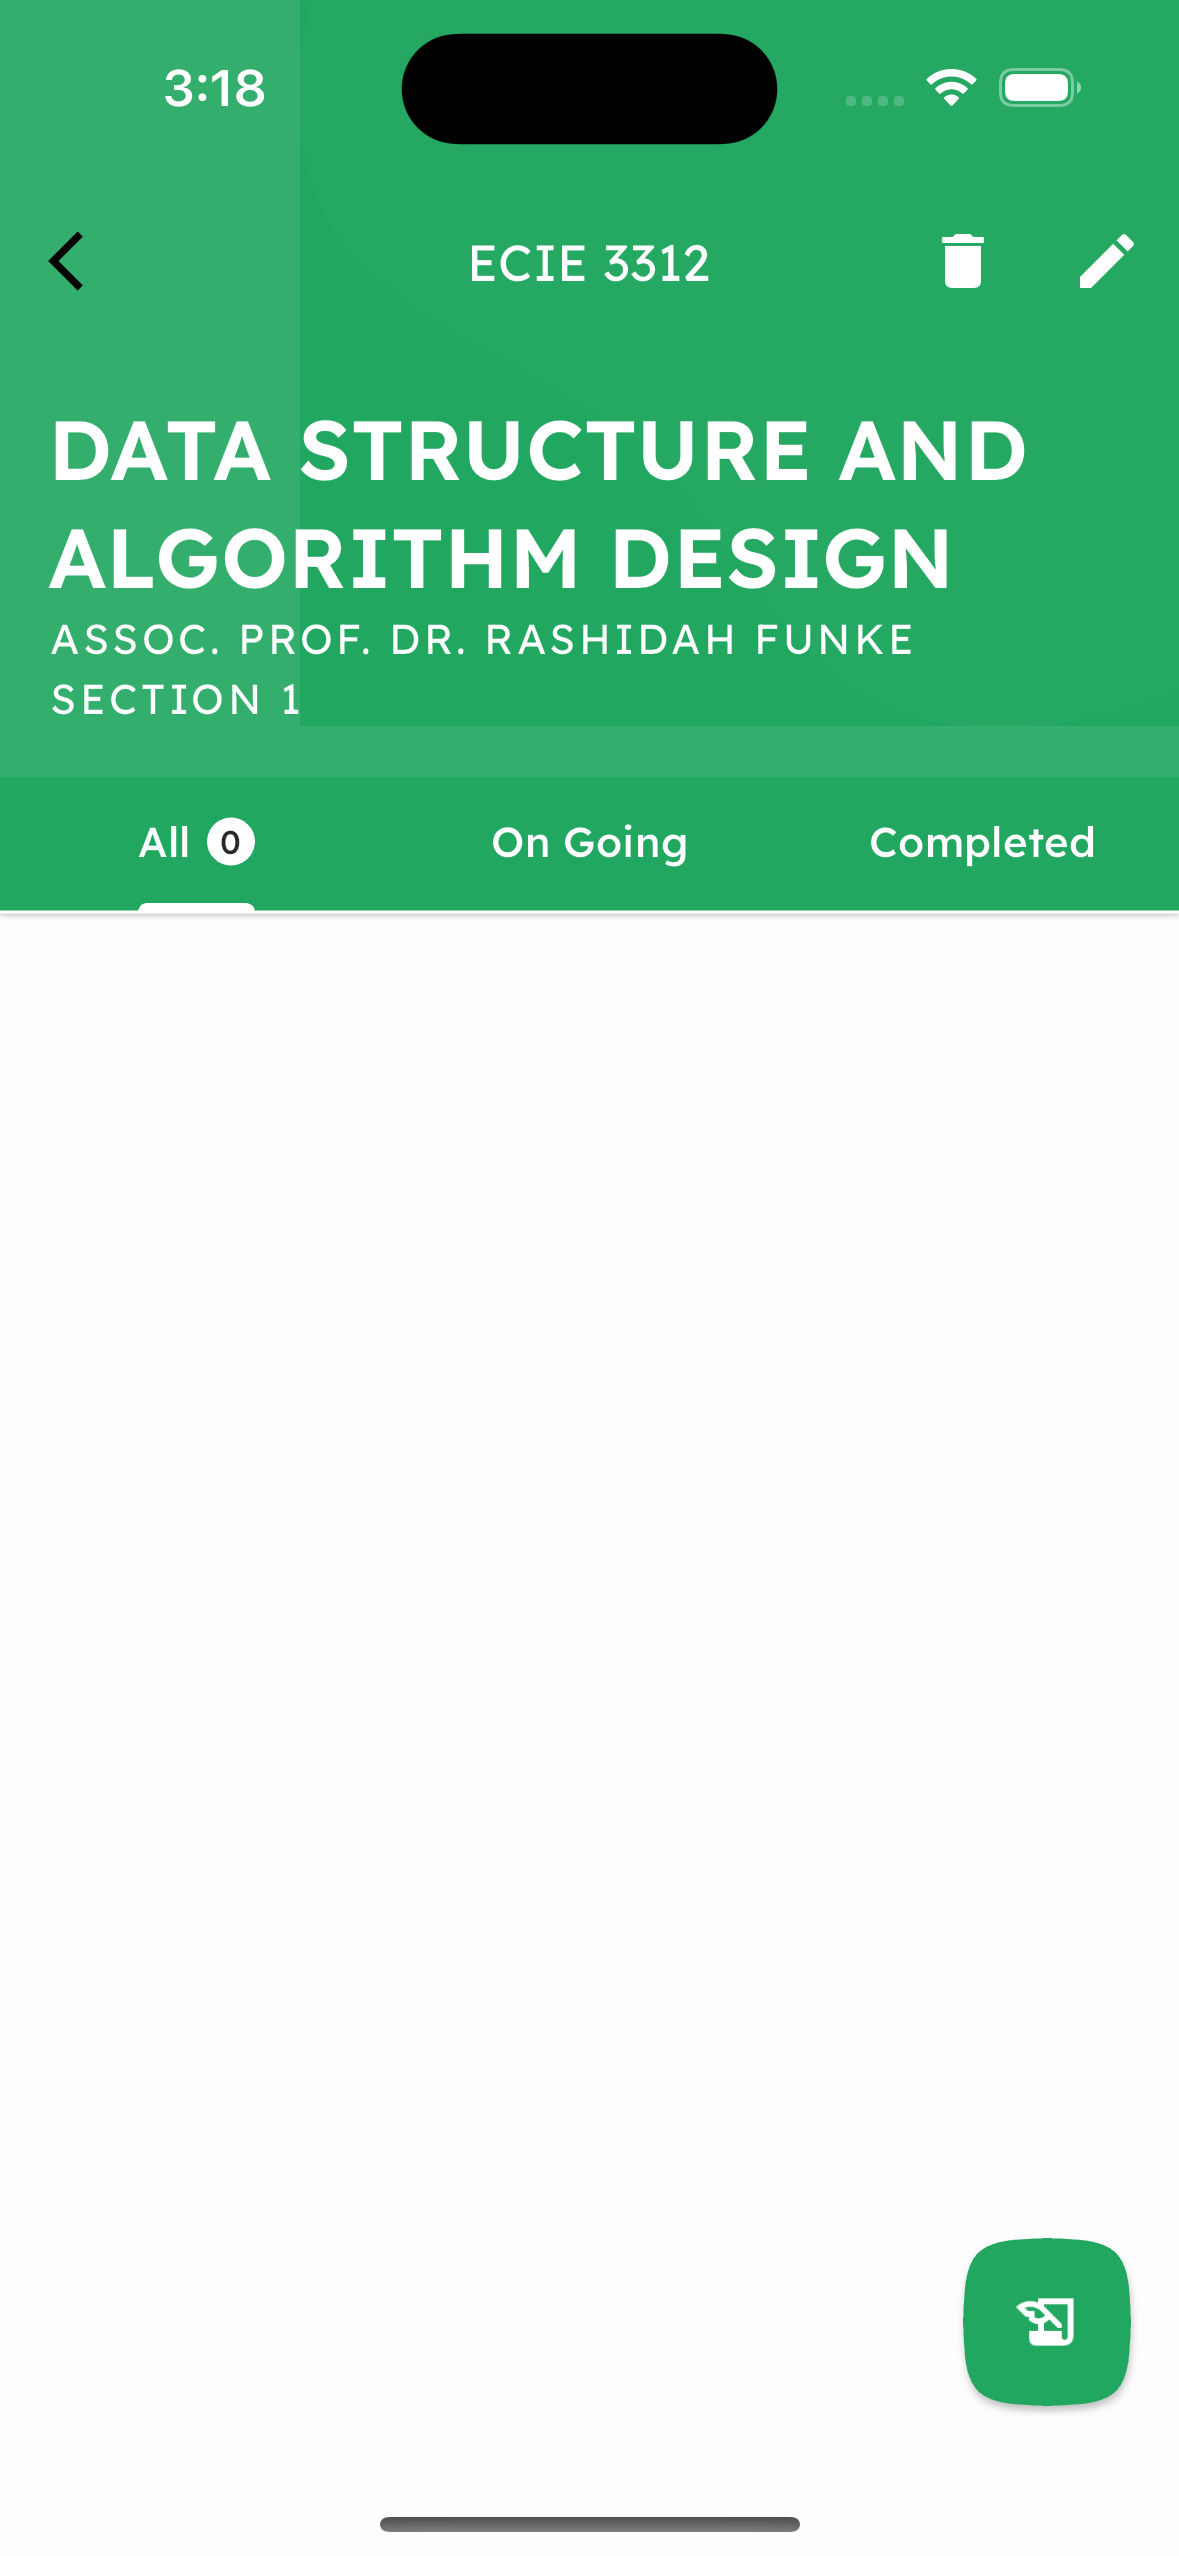 3:18
ECIE 3312
DATA STRUCTURE AND
ALGORITHM DESIGN
ASSOC. PROF. DR. RASHIDAH FUNKE
SECTION 1
All 0 On Going Completed